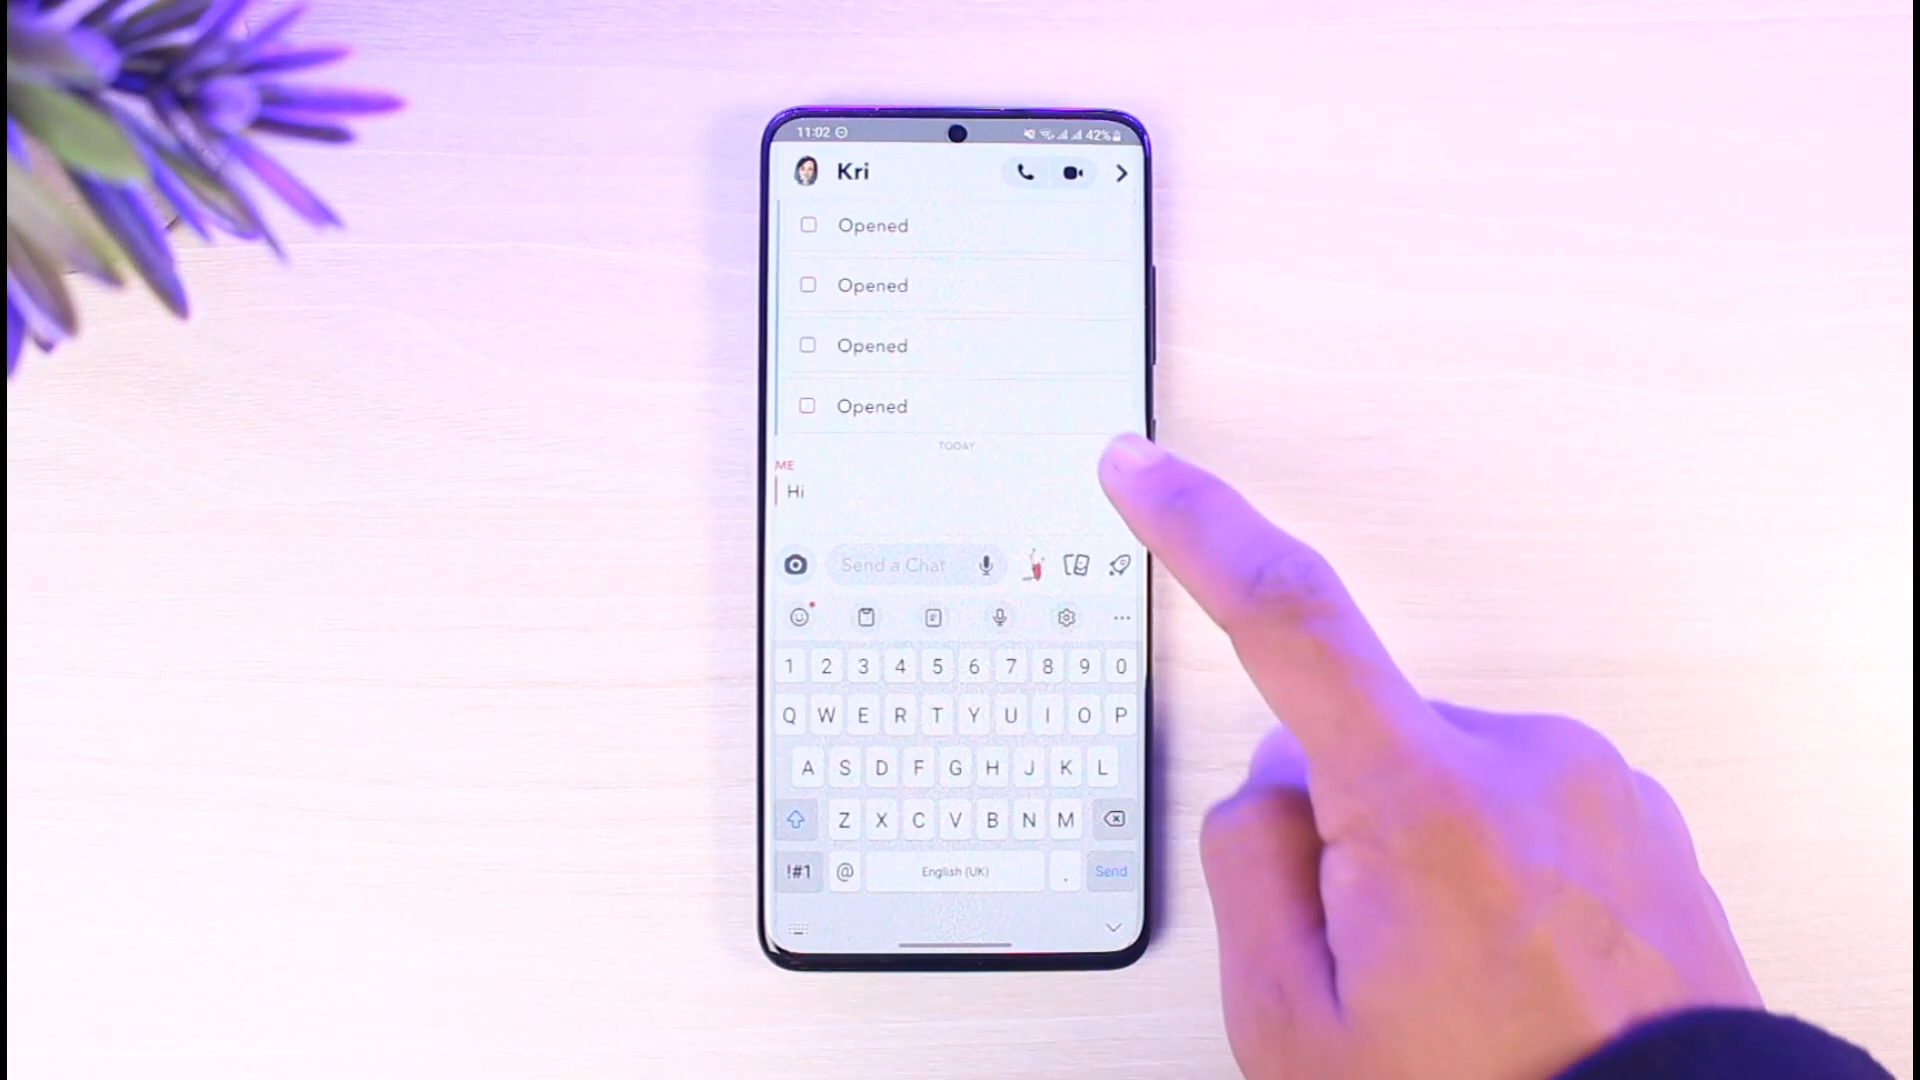 11:02 42%
Kri
Opened
Opened
Opened
Opened
TODAY
ME
Hi
Send a Chat
1 2 3 4 5 6 7 8 9 0
Q W E R T Y U I O P
A S D F G H J K L
Z X C V B N M
!#1 @ English (UK) . Send